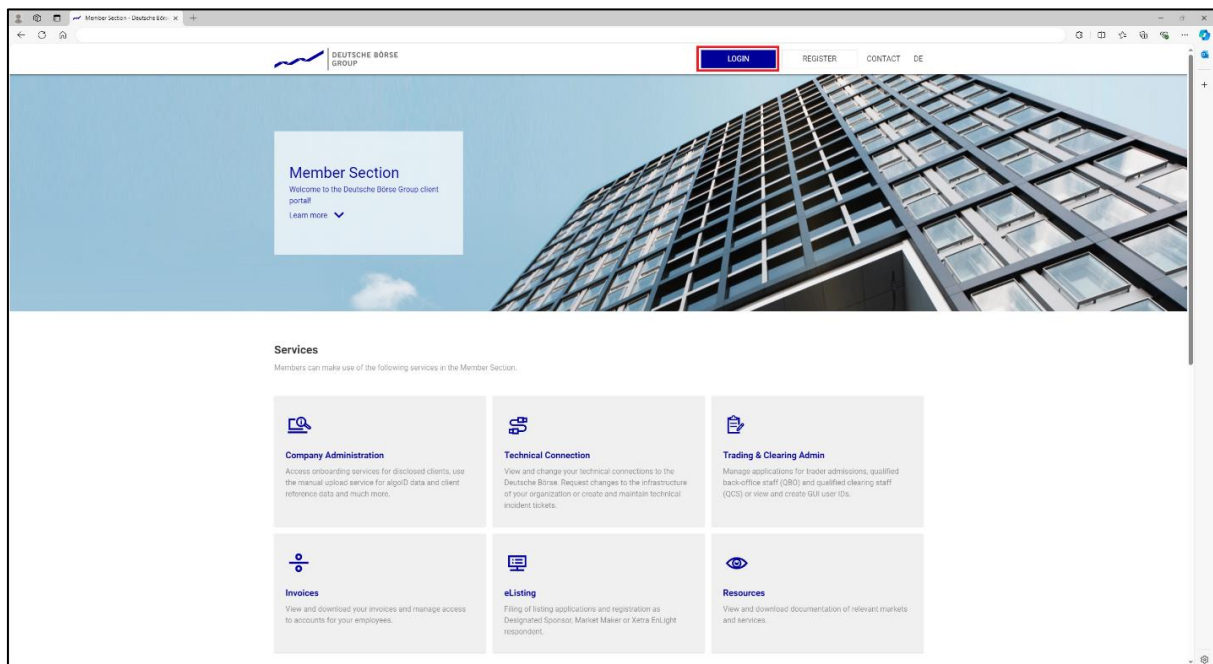 Member Section - Deutsche Börs
DEUTSCHE BÖRSE
GROUP
LOGIN
REGISTER
CONTACT
DE
Member Section
Welcome to the Deutsche Börse Group client
portal!
Learn more
Services
Members can make use of the following services in the Member Section.
Company Administration
Access onboarding services for disclosed clients, use
the manual upload service for algoID data and client
reference data and much more.
Technical Connection
View and change your technical connections to the
Deutsche Börse. Request changes to the infrastructure
of your organization or create and maintain technical
incident tickets.
Trading & Clearing Admin
Manage applications for trader admissions, qualified
back-office staff (QBO) and qualified clearing staff
(QCS) or view and create GUI user IDs.
Invoices
View and download your invoices and manage access
to accounts for your employees.
eListing
Filing of listing applications and registration as
Designated Sponsor, Market Maker or Xetra EnLight
respondent.
Resources
View and download documentation of relevant markets
and services.